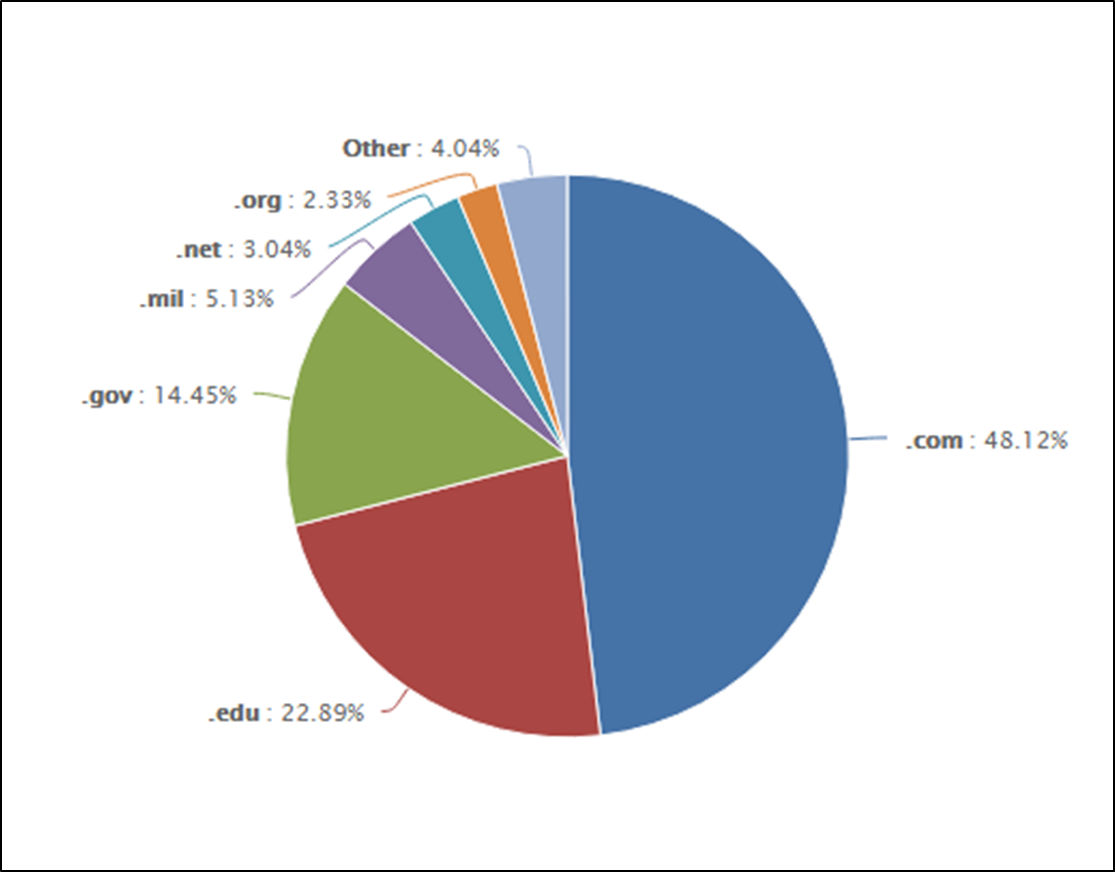 Other : 4.04%
.org : 2.33%
.net : 3.04%
.mil : 5.13%
.gov : 14.45%
.com : 48.12%
.edu : 22.89%